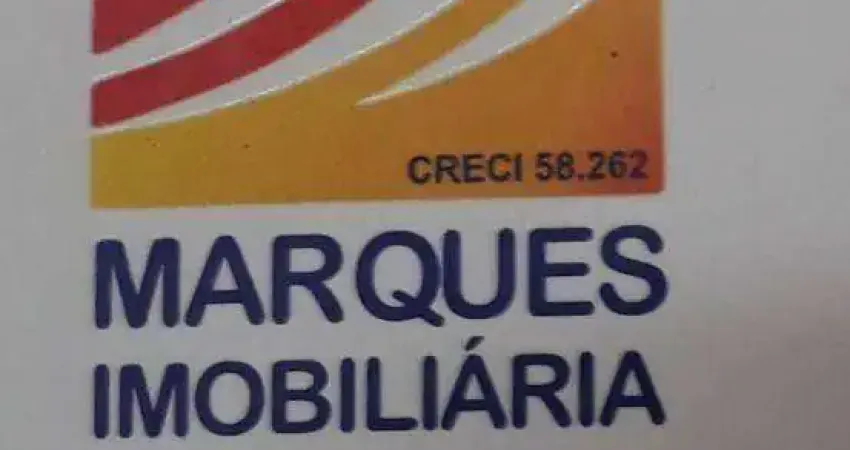 CRECI 58.262
MARQUES
IMOBILIÁRIA